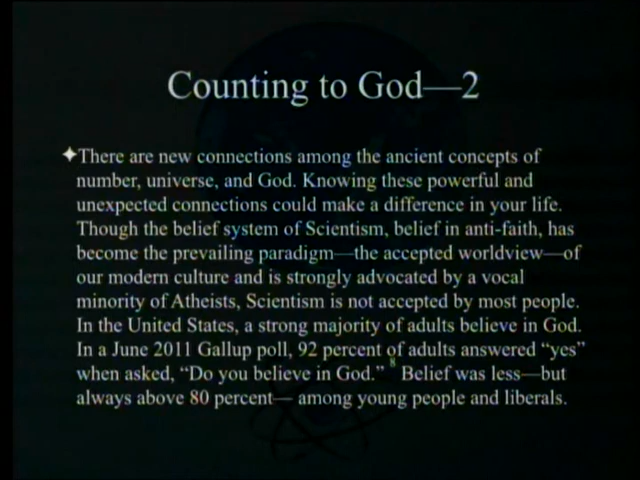 Counting to God—2
✦There are new connections among the ancient concepts of
number, universe, and God. Knowing these powerful and
unexpected connections could make a difference in your life.
Though the belief system of Scientism, belief in anti-faith, has
become the prevailing paradigm—the accepted worldview—of
our modern culture and is strongly advocated by a vocal
minority of Atheists, Scientism is not accepted by most people.
In the United States, a strong majority of adults believe in God.
In a June 2011 Gallup poll, 92 percent of adults answered “yes”
when asked, “Do you believe in God.” 8 Belief was less—but
always above 80 percent— among young people and liberals.